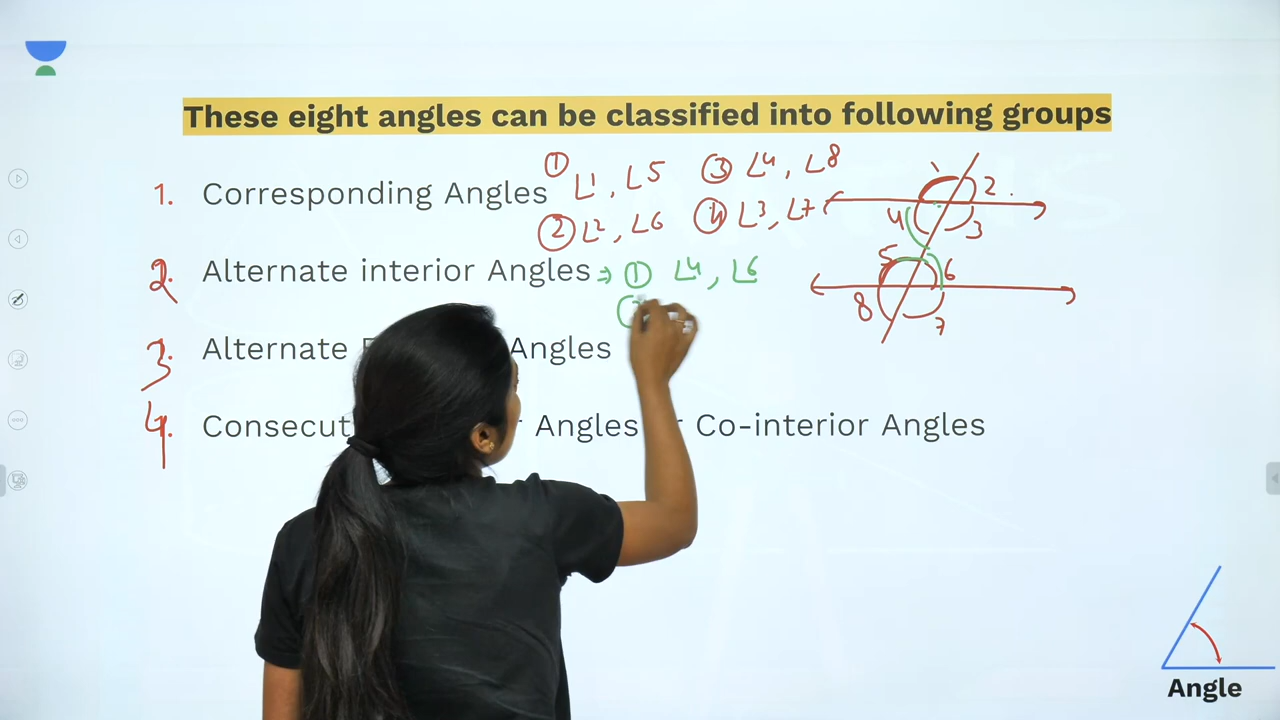 These eight angles can be classified into following groups
1. Corresponding Angles ① ∠1, ∠5 ③ ∠4, ∠8
② ∠2, ∠6 ④ ∠3, ∠7
2. Alternate interior Angles ⇒ ① ∠4, ∠6
3. Alternate Angles
4. Angles Co-interior Angles
1 2
4 3
5 6
8 7
Angle